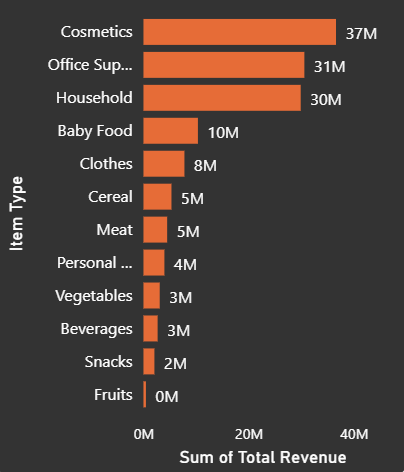 Cosmetics 37M
Office Sup... 31M
Household 30M
Baby Food 10M
Clothes 8M
Cereal 5M
Meat 5M
Personal ... 4M
Vegetables 3M
Beverages 3M
Snacks 2M
Fruits 0M
Item Type
0M 20M 40M
Sum of Total Revenue